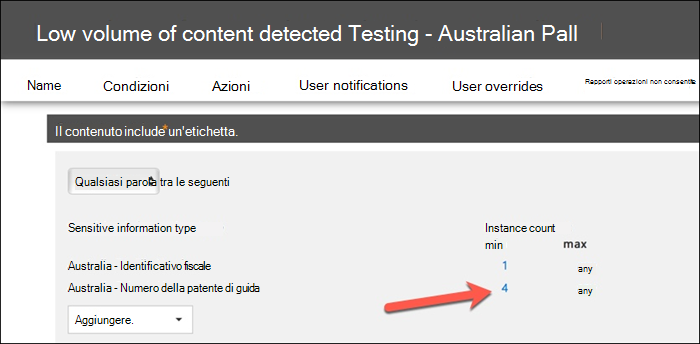 Low volume of content detected Testing - Australian Pall
Name Condizioni Azioni User notifications User overrides Rapporti operazioni non consentite
Il contenuto include un'etichetta.
Qualsiasi parola tra le seguenti
Sensitive information type Instance count
min max
Australia - Identificativo fiscale 1 any
Australia - Numero della patente di guida 4 any
Aggiungere.